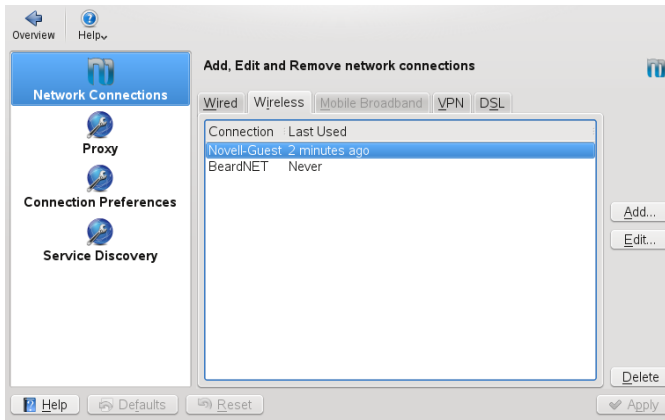 Overview Help
Network Connections
Proxy
Connection Preferences
Service Discovery
Add, Edit and Remove network connections
Wired Wireless Mobile Broadband VPN DSL
Connection Last Used
Novell-Guest 2 minutes ago
BeardNET Never
Add...
Edit...
Delete
Help Defaults Reset Apply